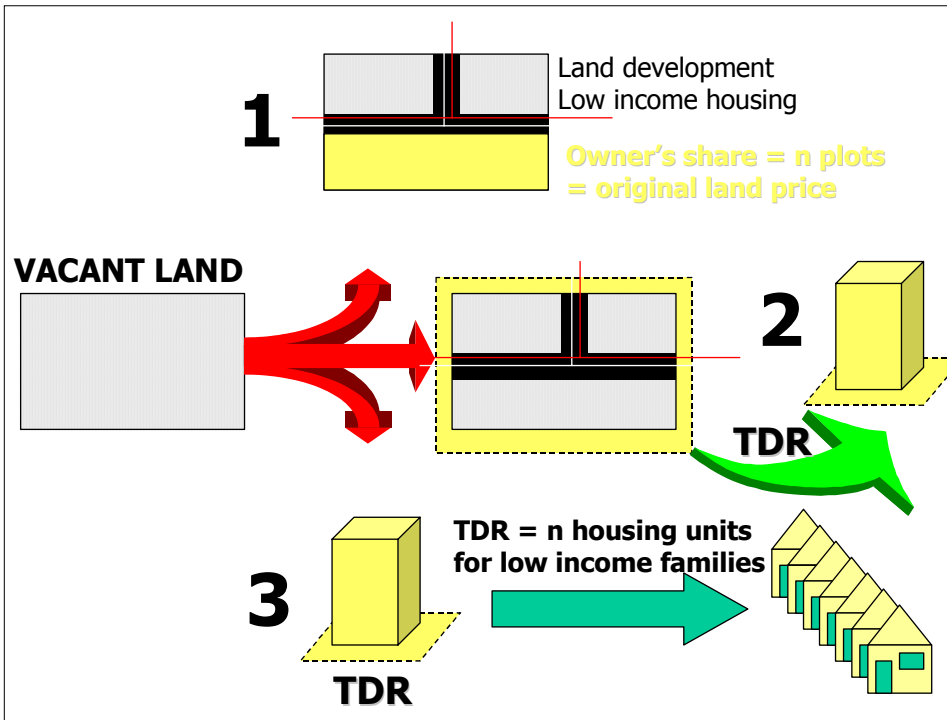 1
Land development
Low income housing
Owner's share = n plots
= original land price
VACANT LAND
2
TDR
TDR = n housing units
for low income families
3
TDR